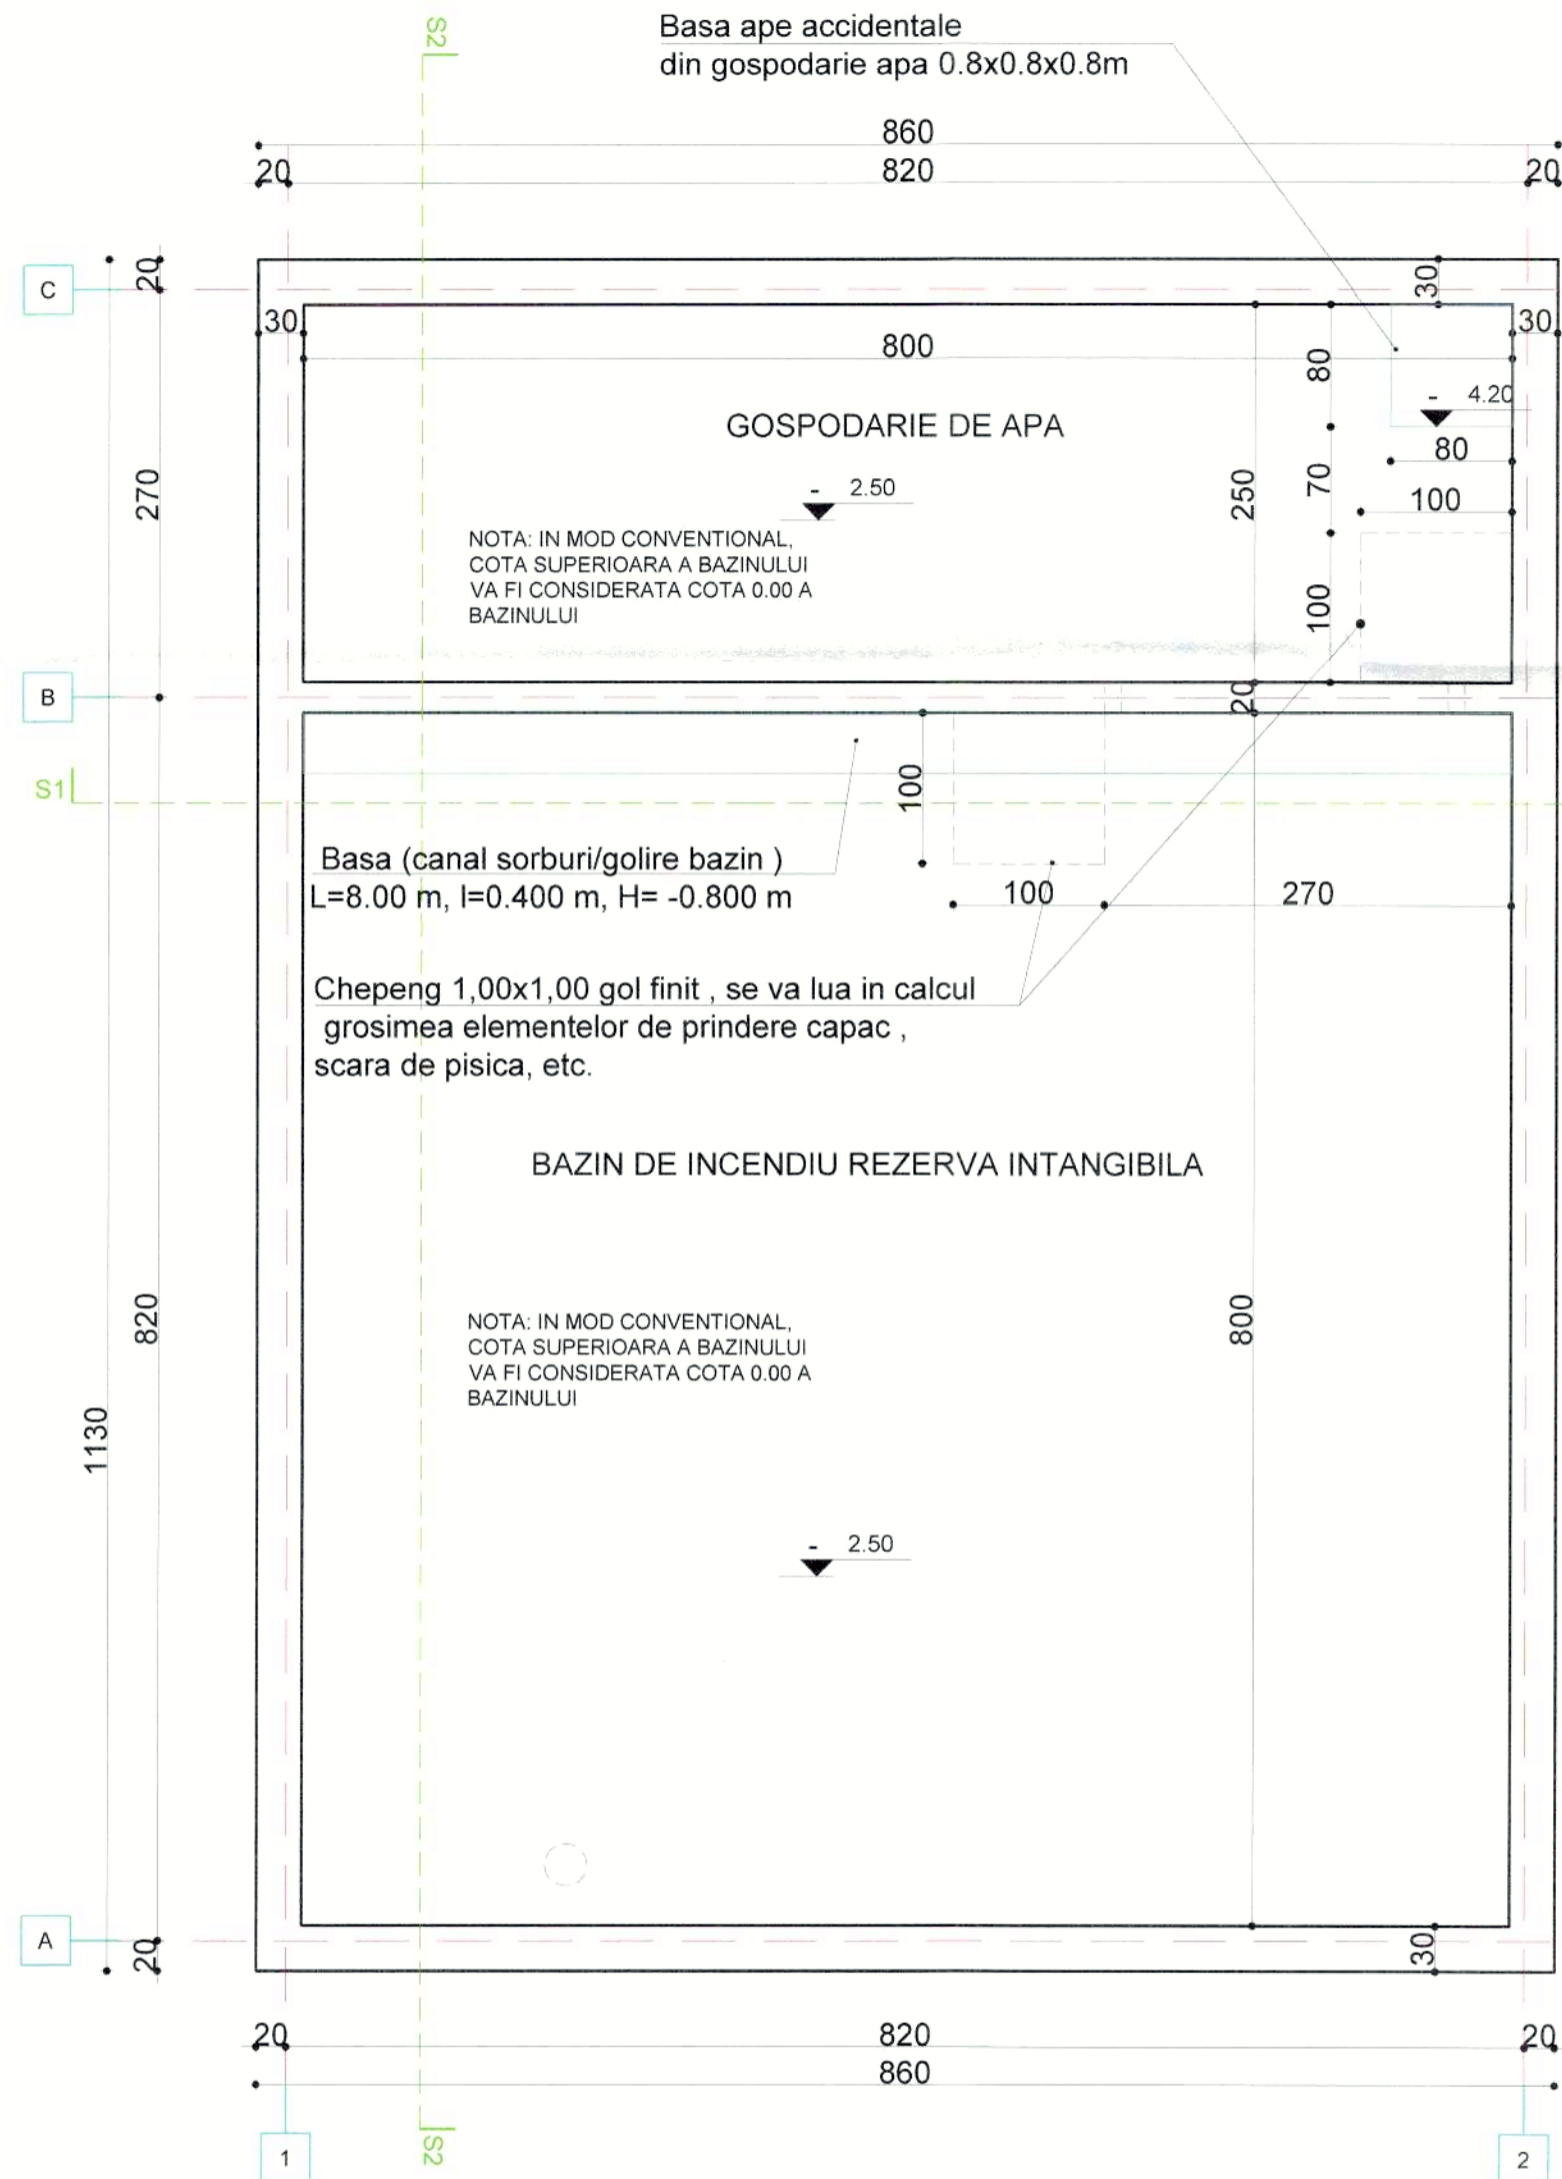 S2
Basa ape accidentale
din gospodarie apa 0.8x0.8x0.8m
860
20
820
20
C
20
30
30
800
30
80
GOSPODARIE DE APA
- 4.20
80
270
250
70
100
- 2.50
NOTA: IN MOD CONVENTIONAL,
COTA SUPERIOARA A BAZINULUI
VA FI CONSIDERATA COTA 0.00 A
BAZINULUI
100
B
20
S1
100
Basa (canal sorburi/golire bazin )
L=8.00 m, l=0.400 m, H= -0.800 m
100
270
Chepeng 1,00x1,00 gol finit , se va lua in calcul
grosimea elementelor de prindere capac ,
scara de pisica, etc.
BAZIN DE INCENDIU REZERVA INTANGIBILA
820
800
NOTA: IN MOD CONVENTIONAL,
COTA SUPERIOARA A BAZINULUI
VA FI CONSIDERATA COTA 0.00 A
BAZINULUI
1130
- 2.50
A
20
30
20
820
20
860
1
S2
2